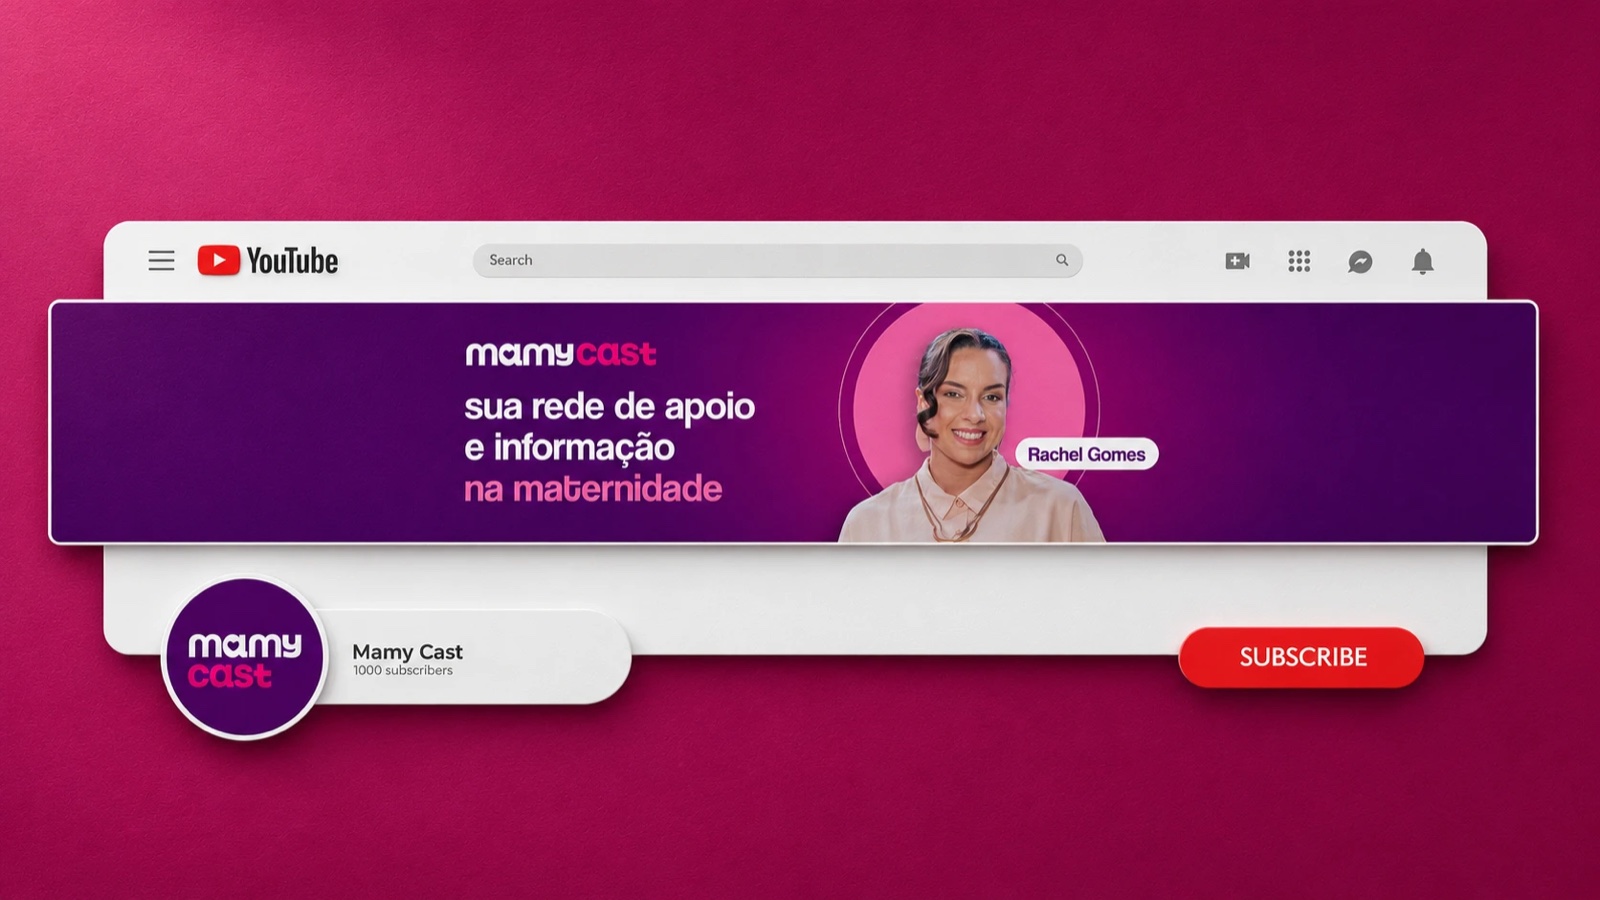 YouTube
Search
mamycast
sua rede de apoio
e informação
na maternidade
Rachel Gomes
mamy
cast
Mamy Cast
1000 subscribers
SUBSCRIBE